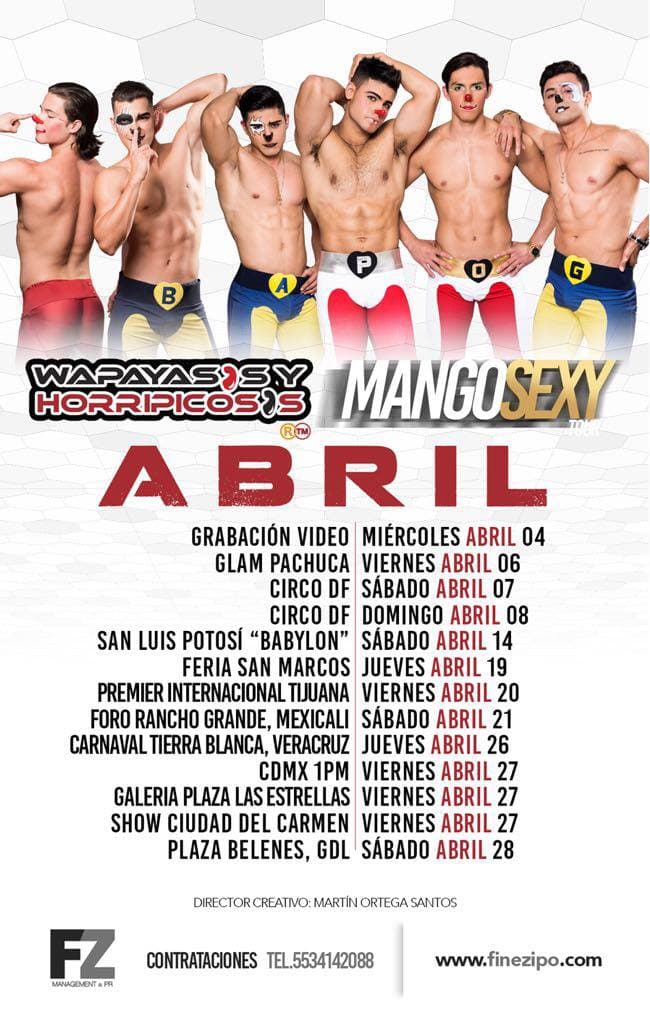 B
A
P
O
G
WAPAYASOS Y
HORRIPICOSOS
® TM
MANGOSEXY
TOUR
ABRIL
GRABACIÓN VIDEO MIÉRCOLES ABRIL 04
GLAM PACHUCA VIERNES ABRIL 06
CIRCO DF SÁBADO ABRIL 07
CIRCO DF DOMINGO ABRIL 08
SAN LUIS POTOSÍ “BABYLON” SÁBADO ABRIL 14
FERIA SAN MARCOS JUEVES ABRIL 19
PREMIER INTERNACIONAL TIJUANA VIERNES ABRIL 20
FORO RANCHO GRANDE, MEXICALI SÁBADO ABRIL 21
CARNAVAL TIERRA BLANCA, VERACRUZ JUEVES ABRIL 26
CDMX 1PM VIERNES ABRIL 27
GALERIA PLAZA LAS ESTRELLAS VIERNES ABRIL 27
SHOW CIUDAD DEL CARMEN VIERNES ABRIL 27
PLAZA BELENES, GDL SÁBADO ABRIL 28
DIRECTOR CREATIVO: MARTÍN ORTEGA SANTOS
FZ
MANAGEMENT & PR
CONTRATACIONES TEL.5534142088
www.finezipo.com